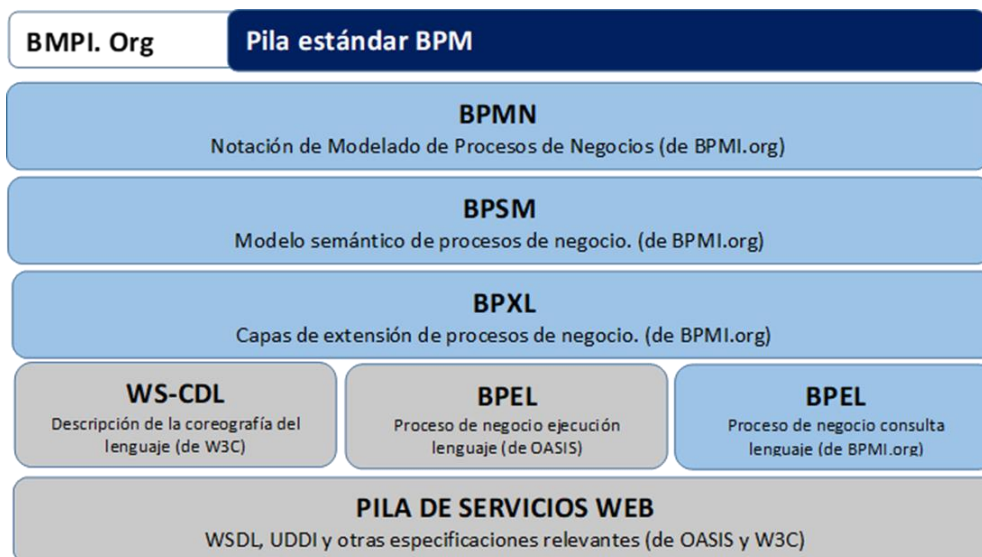 BMPI. Org
Pila estándar BPM
BPMN
Notación de Modelado de Procesos de Negocios (de BPMI.org)
BPSM
Modelo semántico de procesos de negocio. (de BPMI.org)
BPXL
Capas de extensión de procesos de negocio. (de BPMI.org)
WS-CDL
Descripción de la coreografía del
lenguaje (de W3C)
BPEL
Proceso de negocio ejecución
lenguaje (de OASIS)
BPEL
Proceso de negocio consulta
lenguaje (de BPMI.org)
PILA DE SERVICIOS WEB
WSDL, UDDI y otras especificaciones relevantes (de OASIS y W3C)